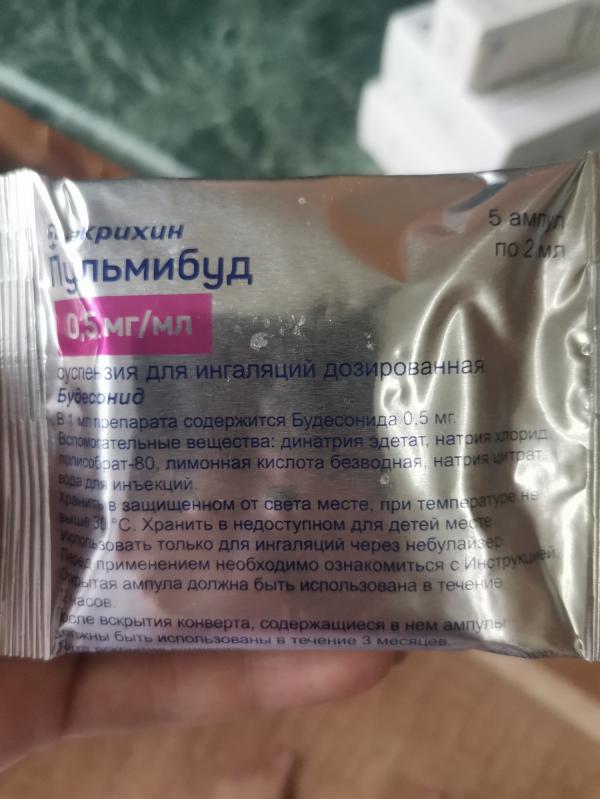 Акрихин
Пульмибуд
0,5 мг/мл
5 ампул
по 2 мл
суспензия для ингаляций дозированная
Будесонид
В 1 мл препарата содержится Будесонида 0,5 мг.
Вспомогательные вещества: динатрия эдетат, натрия хлорид,
полисобрат-80, лимонная кислота безводная, натрия цитрат,
вода для инъекций.
Хранить в защищенном от света месте, при температуре не
выше 30 °С. Хранить в недоступном для детей месте
Использовать только для ингаляций через небулайзер
Перед применением необходимо ознакомиться с Инструкцией.
Открытая ампула должна быть использована в течение
часов.
После вскрытия конверта, содержащиеся в нем ампулы
должны быть использованы в течение 3 месяцев.